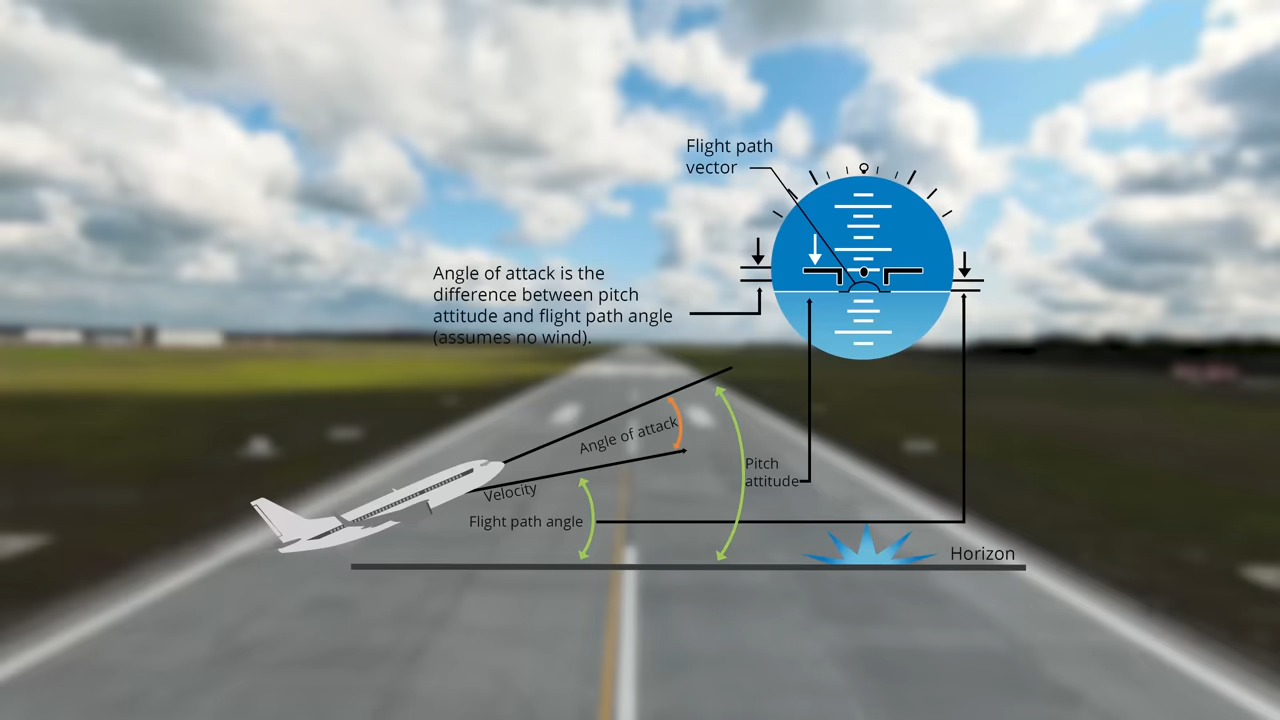 Flight path
vector
Angle of attack is the
difference between pitch
attitude and flight path angle
(assumes no wind).
Angle of attack
Pitch
attitude
Velocity
Flight path angle
Horizon